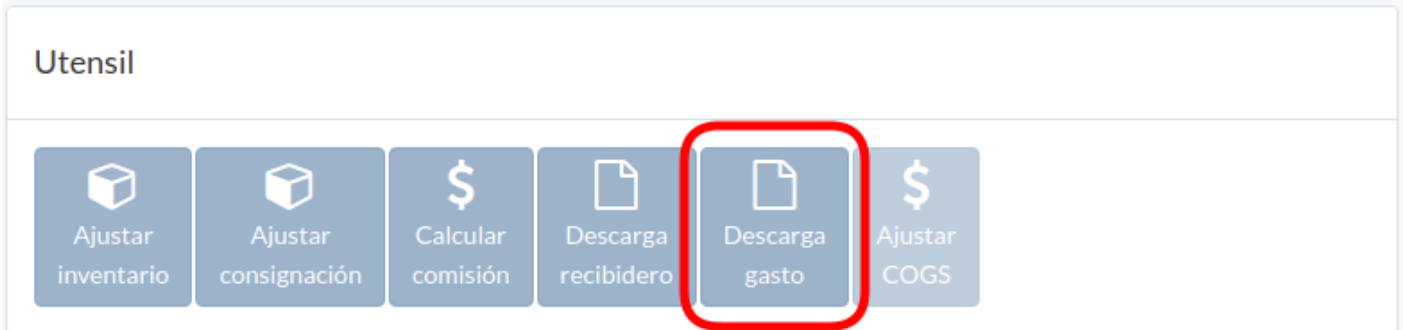 Utensil
Ajustar
inventario
Ajustar
consignación
Calcular
comisión
Descarga
recibidero
Descarga
gasto
Ajustar
COGS